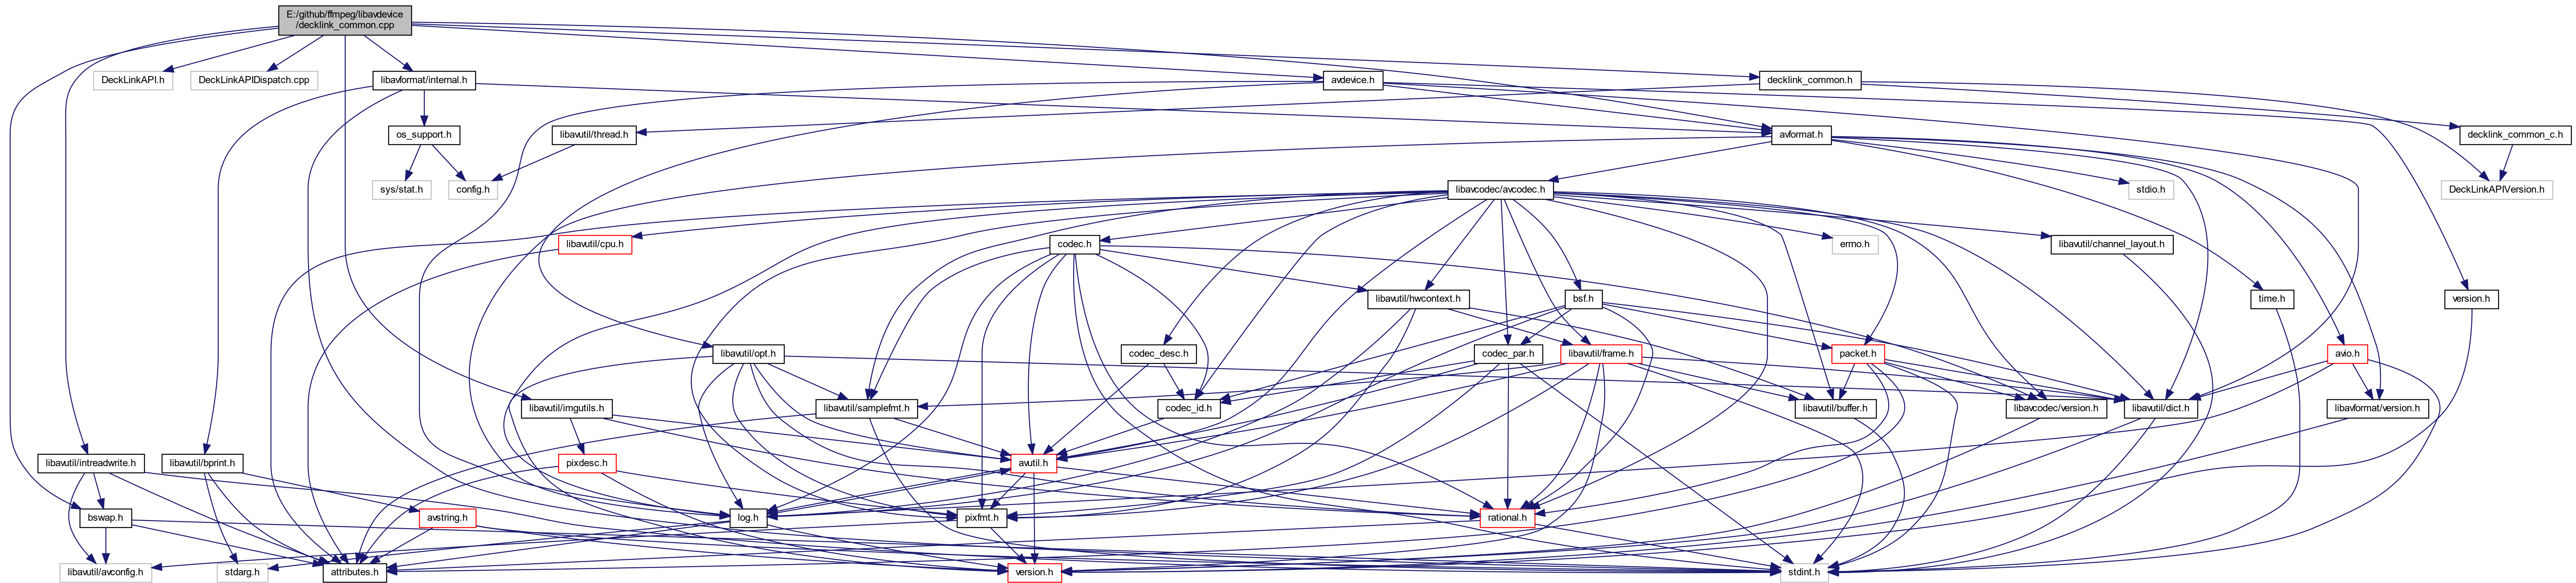 E:/github/ffmpeg/libavdevice
/decklink_common.cpp
DeckLinkAPI.h
DeckLinkAPIDispatch.cpp
libavformat/internal.h
avdevice.h
decklink_common.h
os_support.h
libavutil/thread.h
avformat.h
decklink_common_c.h
sys/stat.h
config.h
libavcodec/avcodec.h
stdio.h
DeckLinkAPIVersion.h
libavutil/cpu.h
codec.h
errno.h
libavutil/channel_layout.h
libavutil/hwcontext.h
bsf.h
time.h
version.h
libavutil/opt.h
codec_desc.h
codec_par.h
libavutil/frame.h
packet.h
avio.h
libavutil/imgutils.h
libavutil/samplefmt.h
codec_id.h
libavutil/buffer.h
libavcodec/version.h
libavutil/dict.h
libavformat/version.h
libavutil/intreadwrite.h
libavutil/bprint.h
pixdesc.h
avutil.h
bswap.h
avstring.h
log.h
pixfmt.h
rational.h
libavutil/avconfig.h
stdarg.h
attributes.h
version.h
stdint.h